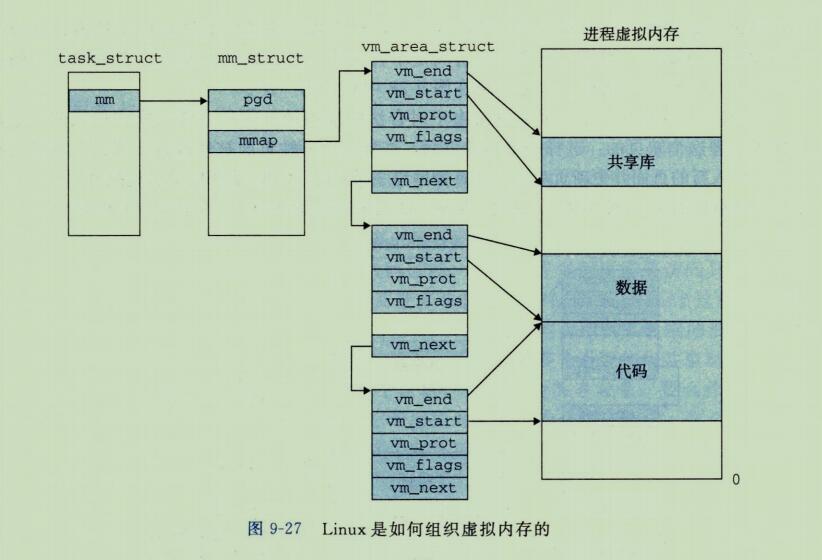 task_struct
mm
mm_struct
pgd
mmap
vm_area_struct
vm_end
vm_start
vm_prot
vm_flags
vm_next
vm_end
vm_start
vm_prot
vm_flags
vm_next
vm_end
vm_start
vm_prot
vm_flags
vm_next
进程虚拟内存
共享库
数据
代码
0
图 9-27 Linux 是如何组织虚拟内存的